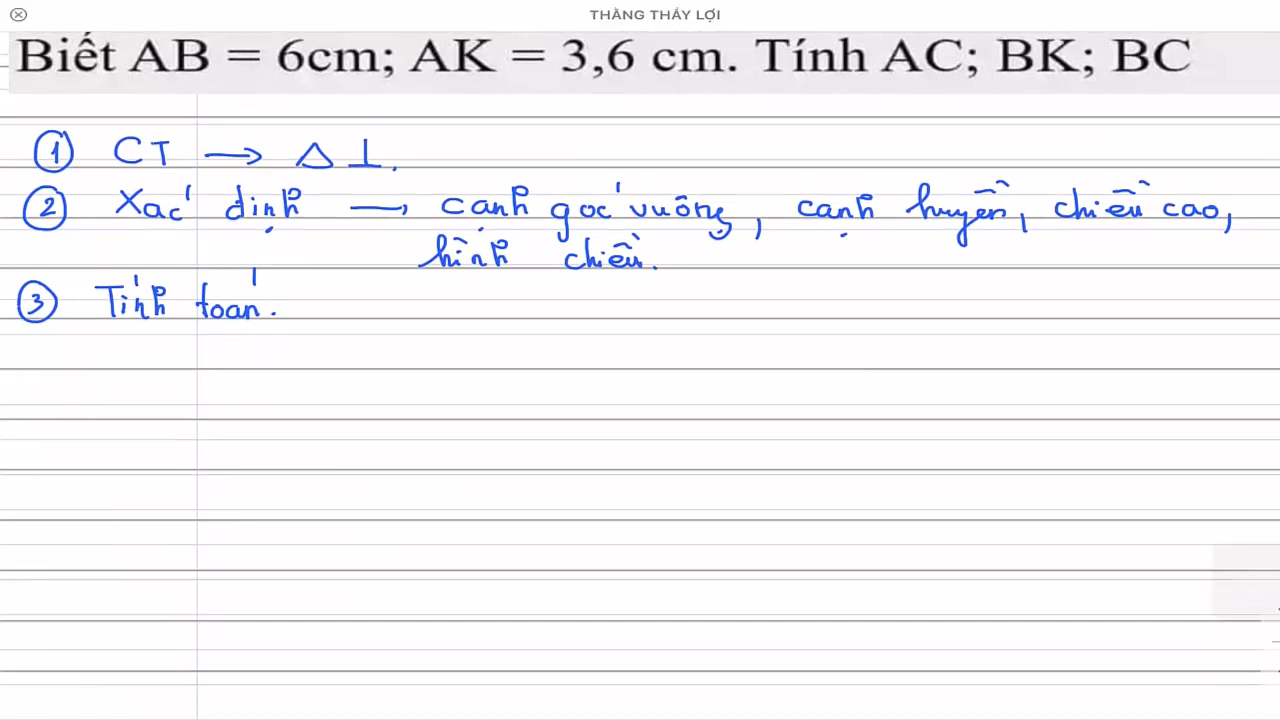 THẰNG THẦY LỢI
Biết AB = 6cm; AK = 3,6 cm. Tính AC; BK; BC
① CT → △ ⊥.
② Xác định → cạnh góc vuông, cạnh huyền, chiều cao,
hình chiếu.
③ Tính toán.